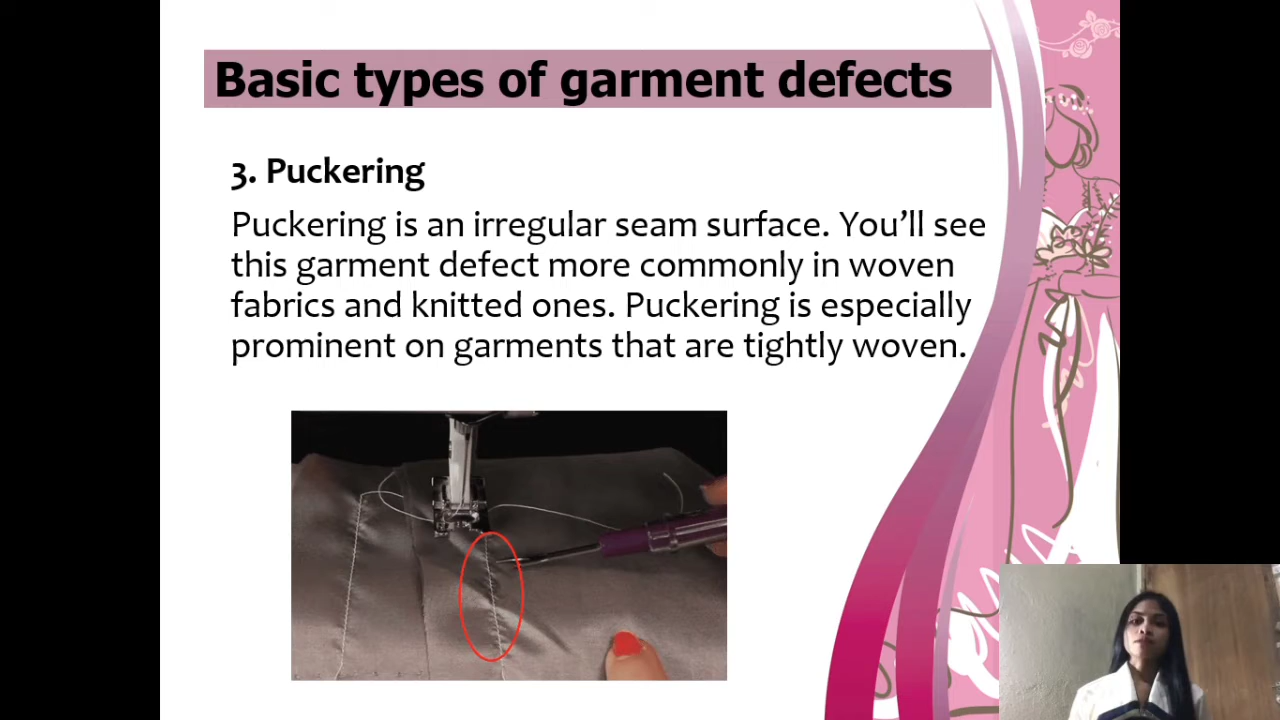 Basic types of garment defects
3. Puckering
Puckering is an irregular seam surface. You’ll see
this garment defect more commonly in woven
fabrics and knitted ones. Puckering is especially
prominent on garments that are tightly woven.